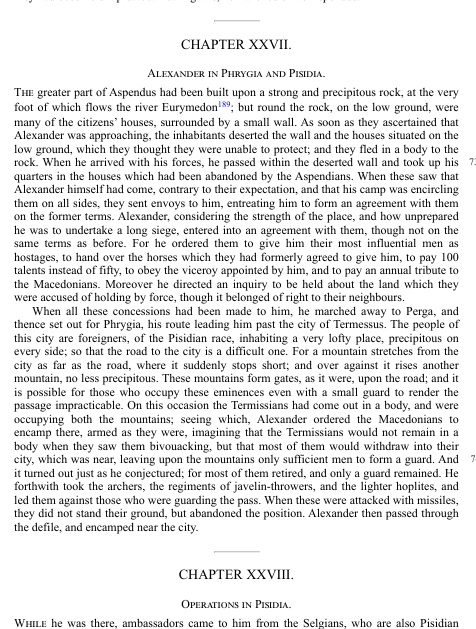 CHAPTER XXVII.
ALEXANDER IN PHRYGIA AND PISIDIA.
THE greater part of Aspendus had been built upon a strong and precipitous rock, at the very
foot of which flows the river Eurymedon189; but round the rock, on the low ground, were
many of the citizens' houses, surrounded by a small wall. As soon as they ascertained that
Alexander was approaching, the inhabitants deserted the wall and the houses situated on the
low ground, which they thought they were unable to protect; and they fled in a body to the
rock. When he arrived with his forces, he passed within the deserted wall and took up his
quarters in the houses which had been abandoned by the Aspendians. When these saw that
Alexander himself had come, contrary to their expectation, and that his camp was encircling
them on all sides, they sent envoys to him, entreating him to form an agreement with them
on the former terms. Alexander, considering the strength of the place, and how unprepared
he was to undertake a long siege, entered into an agreement with them, though not on the
same terms as before. For he ordered them to give him their most influential men as
hostages, to hand over the horses which they had formerly agreed to give him, to pay 100
talents instead of fifty, to obey the viceroy appointed by him, and to pay an annual tribute to
the Macedonians. Moreover he directed an inquiry to be held about the land which they
were accused of holding by force, though it belonged of right to their neighbours.
When all these concessions had been made to him, he marched away to Perga, and
thence set out for Phrygia, his route leading him past the city of Termessus. The people of
this city are foreigners, of the Pisidian race, inhabiting a very lofty place, precipitous on
every side; so that the road to the city is a difficult one. For a mountain stretches from the
city as far as the road, where it suddenly stops short; and over against it rises another
mountain, no less precipitous. These mountains form gates, as it were, upon the road; and it
is possible for those who occupy these eminences even with a small guard to render the
passage impracticable. On this occasion the Termissians had come out in a body, and were
occupying both the mountains; seeing which, Alexander ordered the Macedonians to
encamp there, armed as they were, imagining that the Termissians would not remain in a
body when they saw them bivouacking, but that most of them would withdraw into their
city, which was near, leaving upon the mountains only sufficient men to form a guard. And
it turned out just as he conjectured; for most of them retired, and only a guard remained. He
forthwith took the archers, the regiments of javelin-throwers, and the lighter hoplites, and
led them against those who were guarding the pass. When these were attacked with missiles,
they did not stand their ground, but abandoned the position. Alexander then passed through
the defile, and encamped near the city.
CHAPTER XXVIII.
OPERATIONS IN PISIDIA.
WHILE he was there, ambassadors came to him from the Selgians, who are also Pisidian